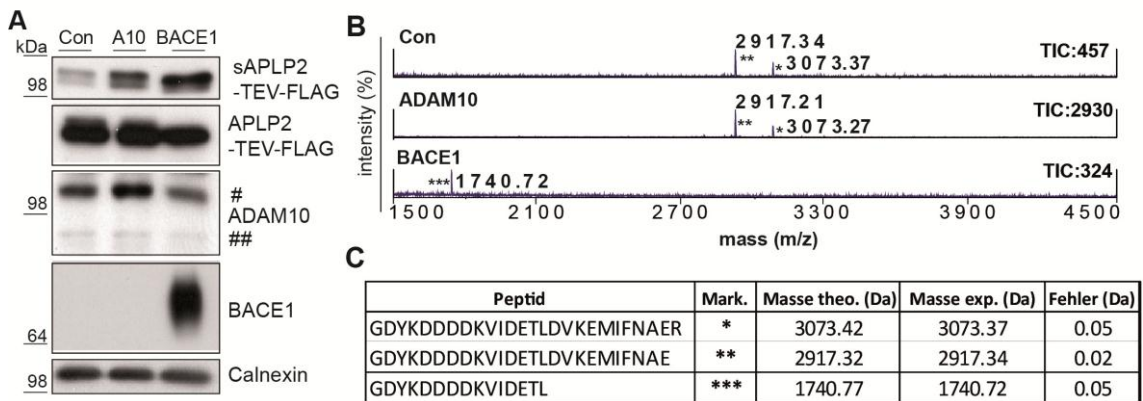 A
Con A10 BACE1
kDa
98
sAPLP2
-TEV-FLAG
APLP2
-TEV-FLAG
98
#
ADAM10
##
BACE1
64
Calnexin
98
B
intensity (%)
Con
2917.34
**
*3073.37
TIC:457
ADAM10
2917.21
**
*3073.27
TIC:2930
BACE1
***1740.72
TIC:324
1500 2100 2700 3300 3900 4500
mass (m/z)
C
Peptid Mark. Masse theo. (Da) Masse exp. (Da) Fehler (Da)
GDYKDDDDKVIDETLDVKEMIFNAER * 3073.42 3073.37 0.05
GDYKDDDDKVIDETLDVKEMIFNAE ** 2917.32 2917.34 0.02
GDYKDDDDKVIDETL *** 1740.77 1740.72 0.05